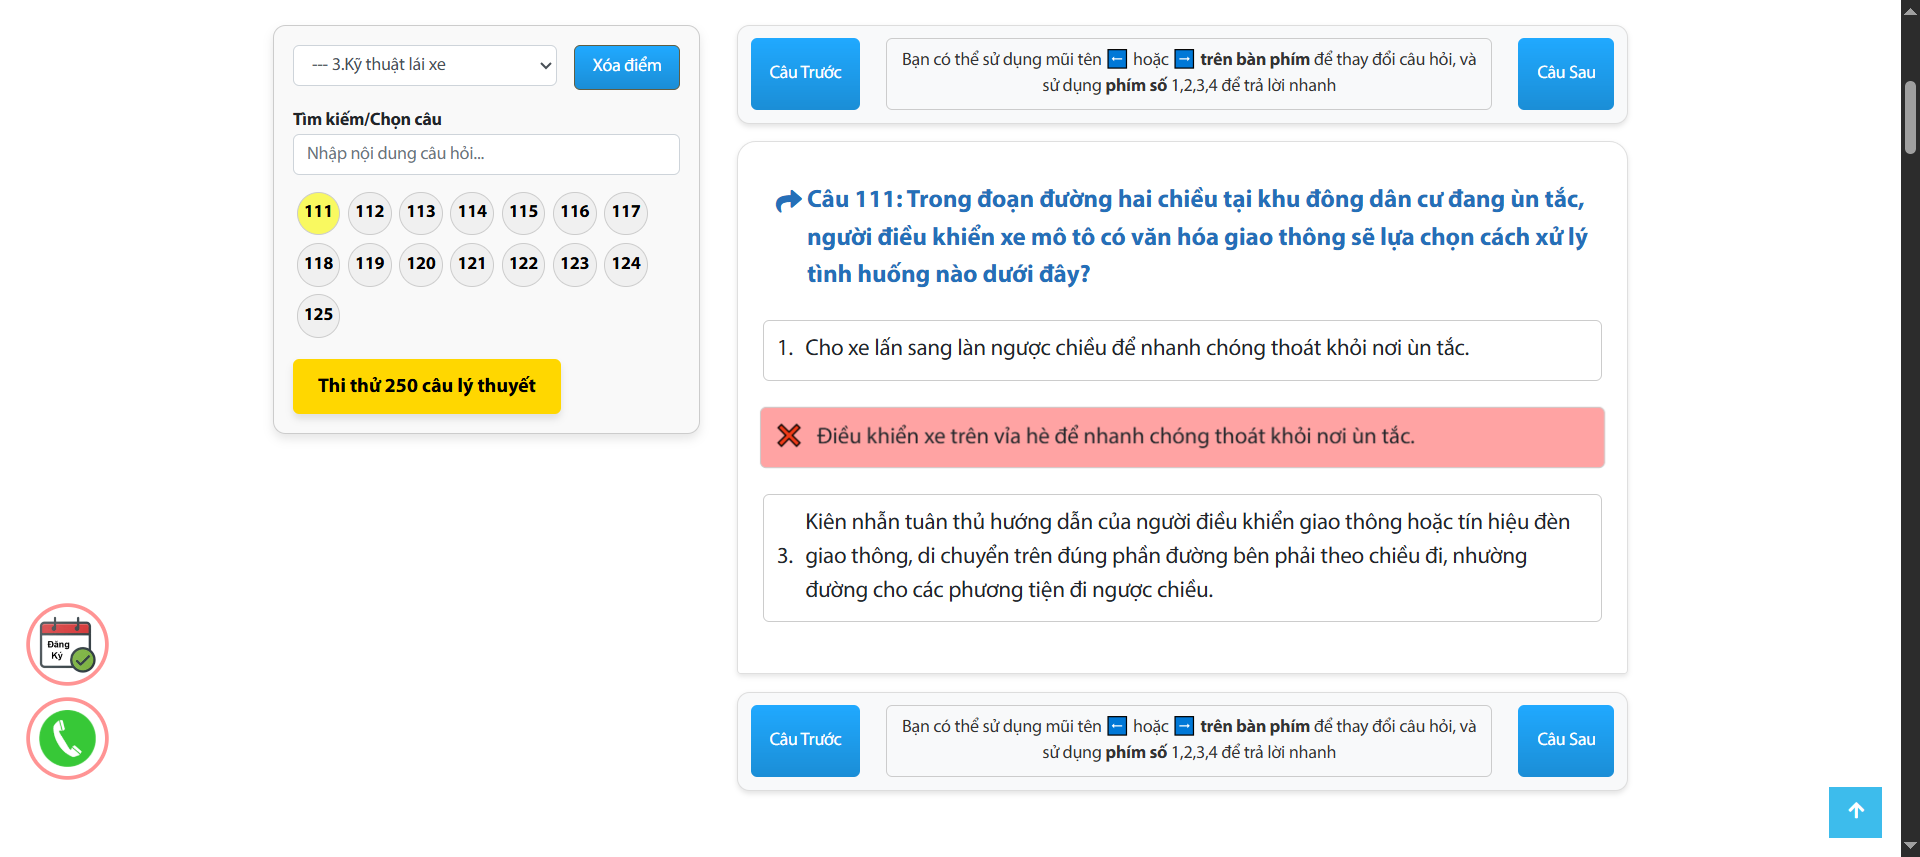 --- 3.Kỹ thuật lái xe
Xóa điểm
Tìm kiếm/Chọn câu
Nhập nội dung câu hỏi...
111 112 113 114 115 116 117
118 119 120 121 122 123 124
125
Thi thử 250 câu lý thuyết
Câu Trước
Bạn có thể sử dụng mũi tên ← hoặc → trên bàn phím để thay đổi câu hỏi, và
sử dụng phím số 1,2,3,4 để trả lời nhanh
Câu Sau
Câu 111: Trong đoạn đường hai chiều tại khu đông dân cư đang ùn tắc,
người điều khiển xe mô tô có văn hóa giao thông sẽ lựa chọn cách xử lý
tình huống nào dưới đây?
1. Cho xe lấn sang làn ngược chiều để nhanh chóng thoát khỏi nơi ùn tắc.
Điều khiển xe trên vỉa hè để nhanh chóng thoát khỏi nơi ùn tắc.
Kiên nhẫn tuân thủ hướng dẫn của người điều khiển giao thông hoặc tín hiệu đèn
3. giao thông, di chuyển trên đúng phần đường bên phải theo chiều đi, nhường
đường cho các phương tiện đi ngược chiều.
Câu Trước
Bạn có thể sử dụng mũi tên ← hoặc → trên bàn phím để thay đổi câu hỏi, và
sử dụng phím số 1,2,3,4 để trả lời nhanh
Câu Sau
Đăng
Ký